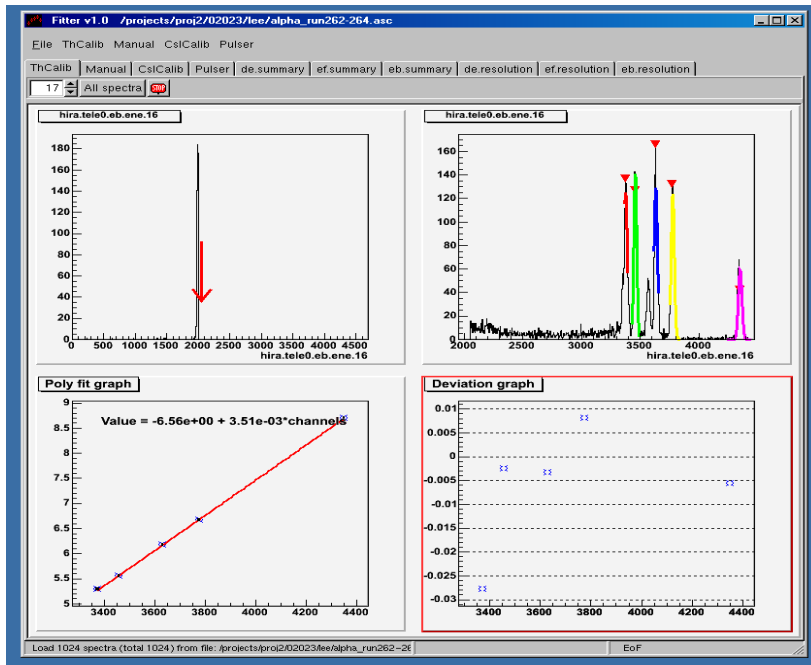 Fitter v1.0 /projects/proj2/02023/lee/alpha_run262-264.asc
File ThCalib Manual CsICalib Pulser
ThCalib Manual CsICalib Pulser de.summary ef.summary eb.summary de.resolution ef.resolution eb.resolution
17 All spectra STOP
hira.tele0.eb.ene.16
180
160
140
120
100
80
60
40
20
0
0 500 1000 1500 2000 2500 3000 3500 4000 4500
hira.tele0.eb.ene.16
hira.tele0.eb.ene.16
160
140
120
100
80
60
40
20
0
2000 2500 3000 3500 4000
hira.tele0.eb.ene.16
Poly fit graph
Value = -6.56e+00 + 3.51e-03*channels
9
8.5
8
7.5
7
6.5
6
5.5
5
3400 3600 3800 4000 4200 4400
Deviation graph
0.01
0.005
0
-0.005
-0.01
-0.015
-0.02
-0.025
-0.03
3400 3600 3800 4000 4200 4400
Load 1024 spectra (total 1024) from file: /projects/proj2/02023/lee/alpha_run262-26 EoF